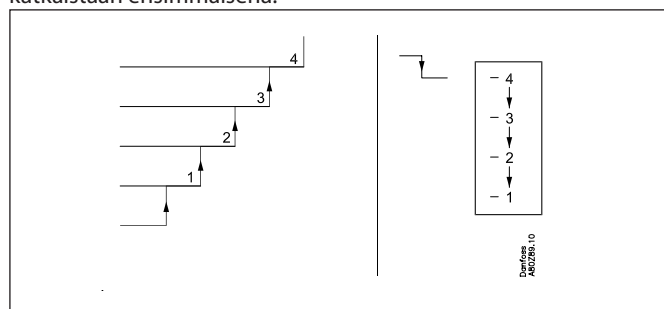 katkaistaan ensimmäisenä.
4
3
2
1
– 4
– 3
– 2
– 1
Danfoss
A80Z89.10